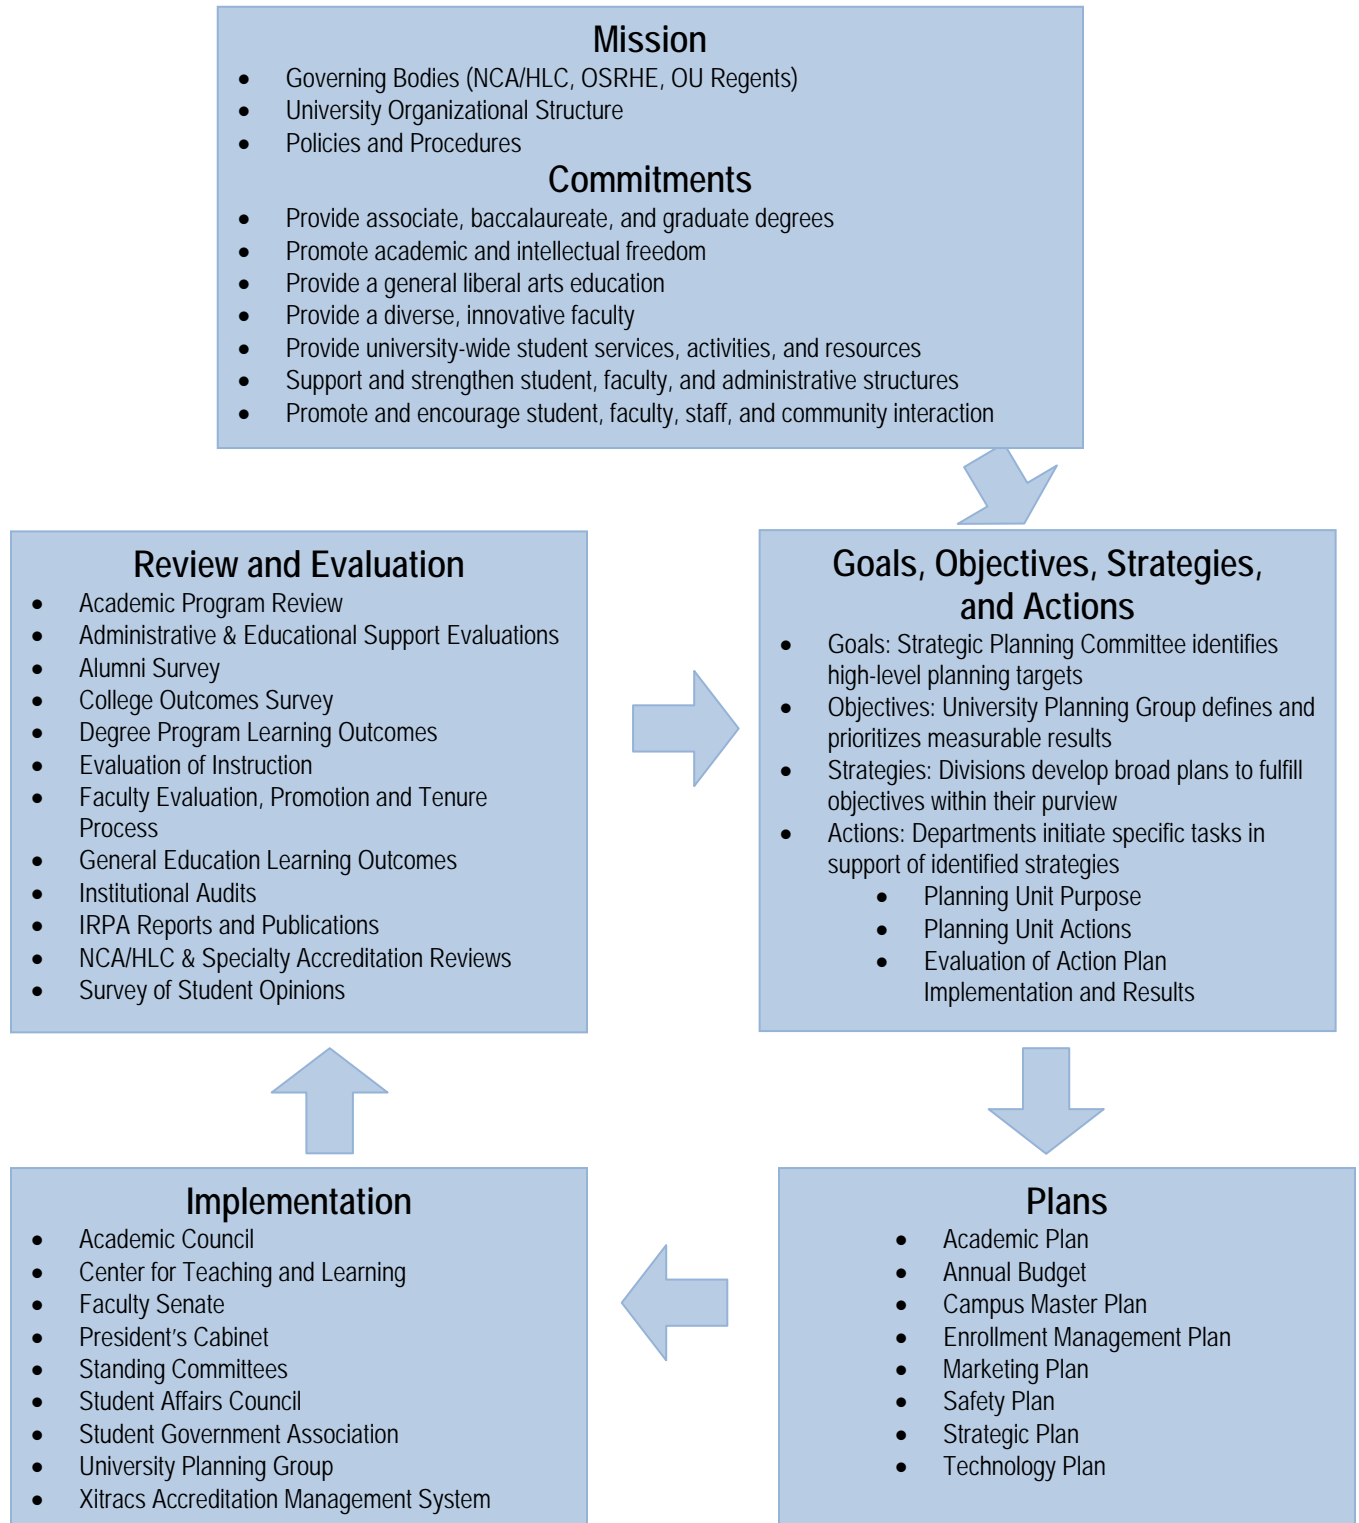 Mission
• Governing Bodies (NCA/HLC, OSRHE, OU Regents)
• University Organizational Structure
• Policies and Procedures
Commitments
• Provide associate, baccalaureate, and graduate degrees
• Promote academic and intellectual freedom
• Provide a general liberal arts education
• Provide a diverse, innovative faculty
• Provide university-wide student services, activities, and resources
• Support and strengthen student, faculty, and administrative structures
• Promote and encourage student, faculty, staff, and community interaction
Review and Evaluation
• Academic Program Review
• Administrative & Educational Support Evaluations
• Alumni Survey
• College Outcomes Survey
• Degree Program Learning Outcomes
• Evaluation of Instruction
• Faculty Evaluation, Promotion and Tenure
Process
• General Education Learning Outcomes
• Institutional Audits
• IRPA Reports and Publications
• NCA/HLC & Specialty Accreditation Reviews
• Survey of Student Opinions
Goals, Objectives, Strategies,
and Actions
• Goals: Strategic Planning Committee identifies
high-level planning targets
• Objectives: University Planning Group defines and
prioritizes measurable results
• Strategies: Divisions develop broad plans to fulfill
objectives within their purview
• Actions: Departments initiate specific tasks in
support of identified strategies
• Planning Unit Purpose
• Planning Unit Actions
• Evaluation of Action Plan
Implementation and Results
Implementation
• Academic Council
• Center for Teaching and Learning
• Faculty Senate
• President’s Cabinet
• Standing Committees
• Student Affairs Council
• Student Government Association
• University Planning Group
• Xitracs Accreditation Management System
Plans
• Academic Plan
• Annual Budget
• Campus Master Plan
• Enrollment Management Plan
• Marketing Plan
• Safety Plan
• Strategic Plan
• Technology Plan